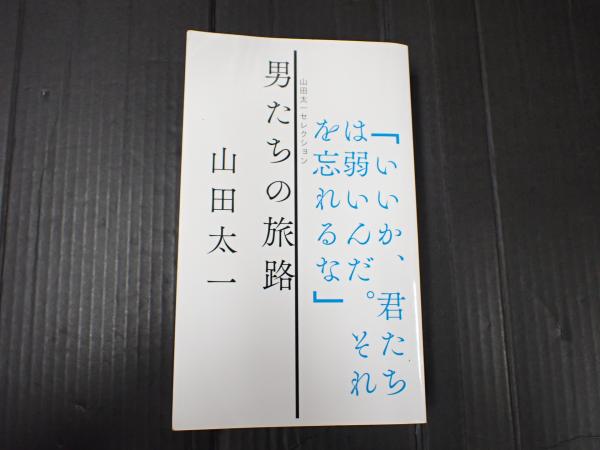 『いいか、君たち
は弱いんだ。それ
を忘れるな』
山田太一セレクション
男たちの旅路
山田太一